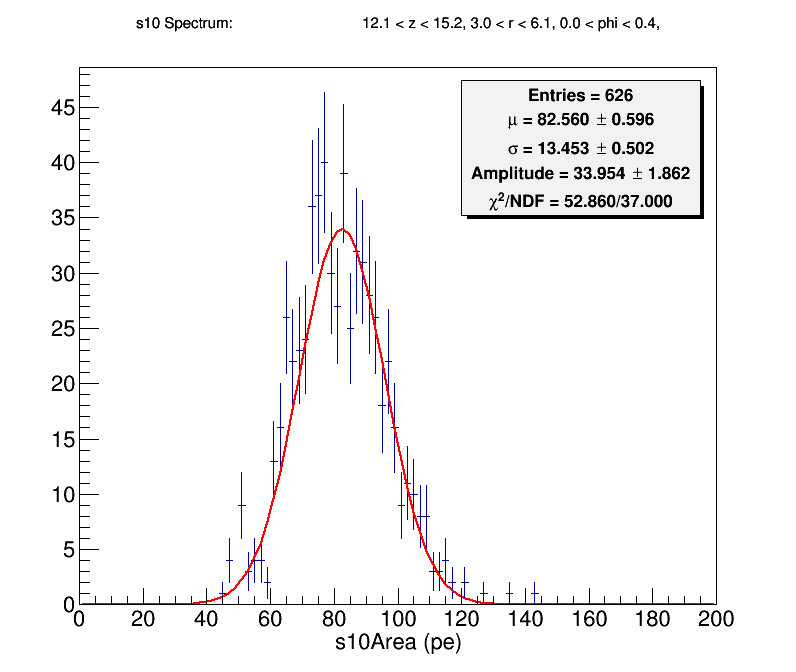 s10 Spectrum: 12.1 < z < 15.2, 3.0 < r < 6.1, 0.0 < phi < 0.4,
Entries = 626
μ = 82.560 ± 0.596
σ = 13.453 ± 0.502
Amplitude = 33.954 ± 1.862
χ²/NDF = 52.860/37.000
45
40
35
30
25
20
15
10
5
0
0 20 40 60 80 100 120 140 160 180 200
s10Area (pe)